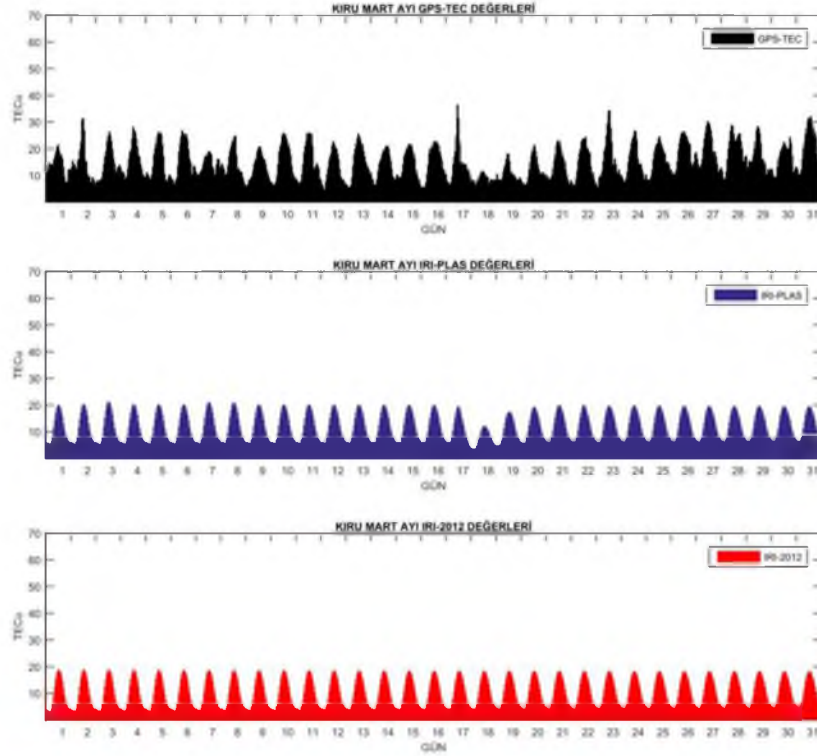 KIRU MART AYI GPS-TEC DEĞERLERİ
70
60
50
40
30
20
10
TECu
GPS-TEC
1 2 3 4 5 6 7 8 9 10 11 12 13 14 15 16 17 18 19 20 21 22 23 24 25 26 27 28 29 30 31
GÜN
KIRU MART AYI IRI-PLAS DEĞERLERİ
70
60
50
40
30
20
10
TECu
IRI-PLAS
1 2 3 4 5 6 7 8 9 10 11 12 13 14 15 16 17 18 19 20 21 22 23 24 25 26 27 28 29 30 31
GÜN
KIRU MART AYI IRI-2012 DEĞERLERİ
70
60
50
40
30
20
10
TECu
IRI-2012
1 2 3 4 5 6 7 8 9 10 11 12 13 14 15 16 17 18 19 20 21 22 23 24 25 26 27 28 29 30 31
GÜN